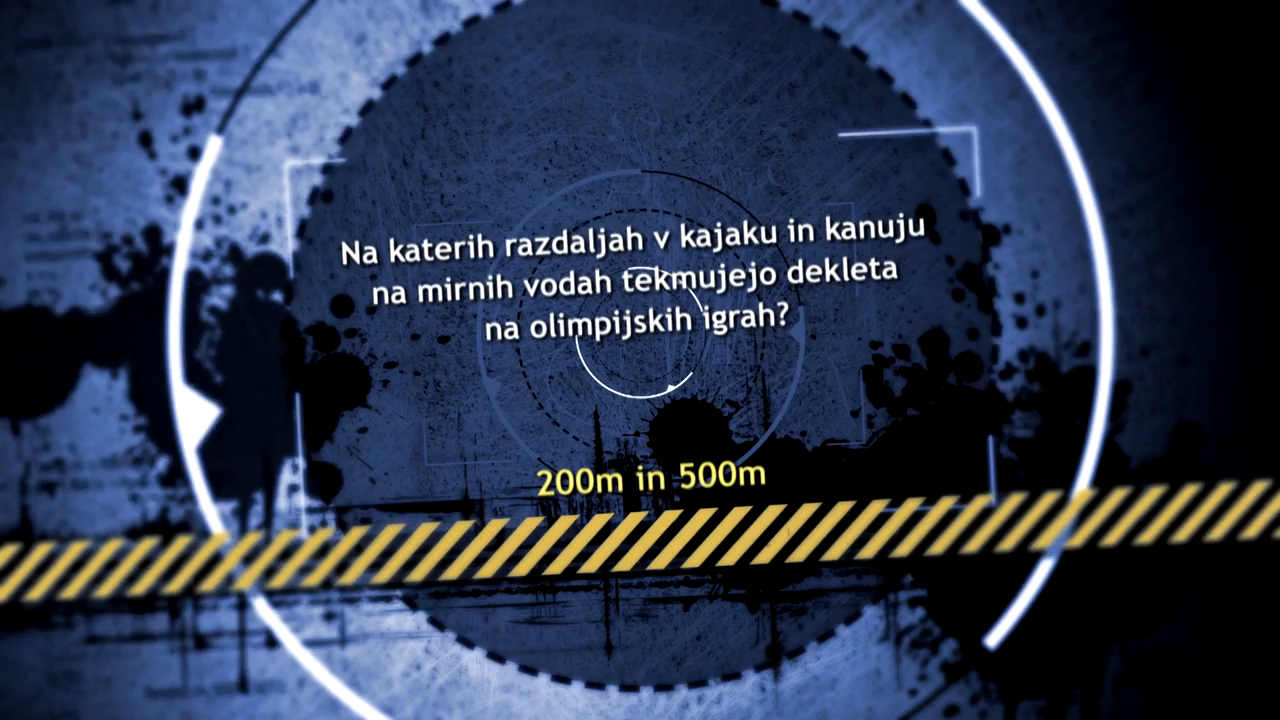 Na katerih razdaljah v kajaku in kanuju
na mirnih vodah tekmujejo dekleta
na olimpijskih igrah?
200m in 500m